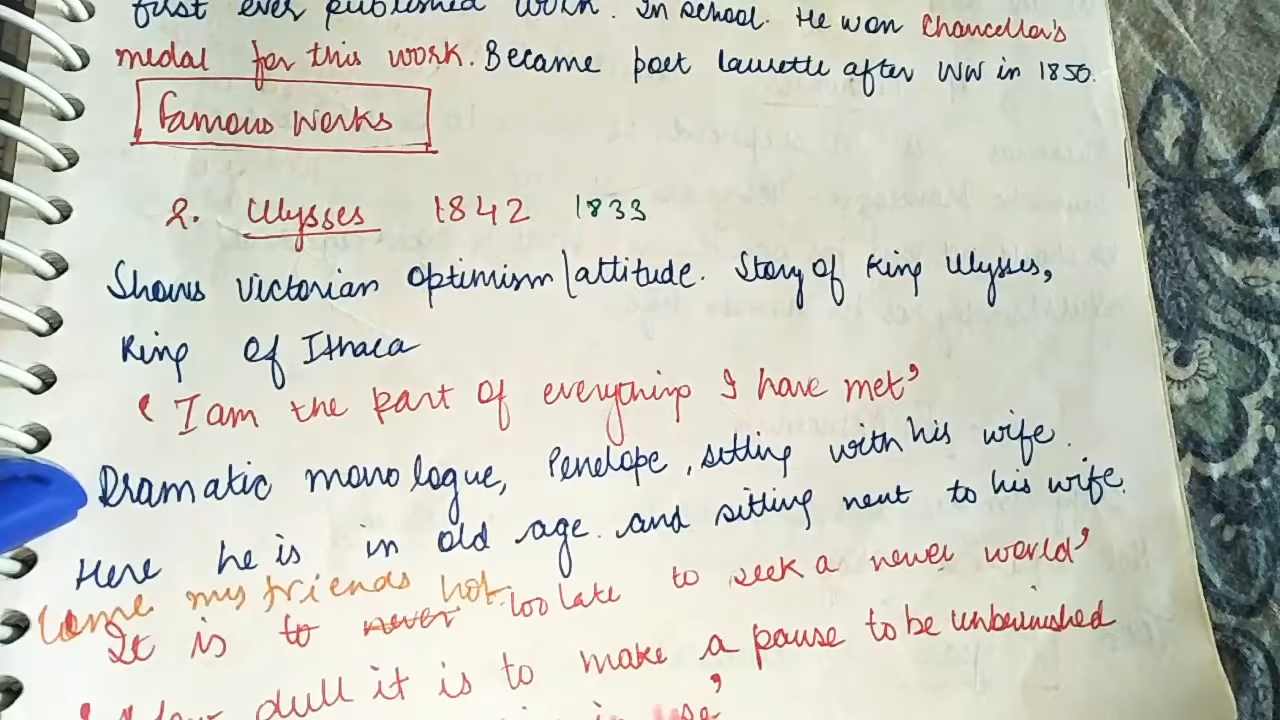 first ever published work. In school. He won Chancellor's
medal for this work. Became poet laurette after WW in 1850.
Famous Works
2. Ulysses 1842 1833
Shows Victorian optimism/attitude. Story of King Ulysses,
King of Ithaca
‘I am the part of everything I have met’
Dramatic monologue, Penelope, sitting with his wife.
Here he is in old age. and sitting next to his wife.
Come my friends not
It is to never too late to seek a newer world’
dull it is to make a pause to be unburnished